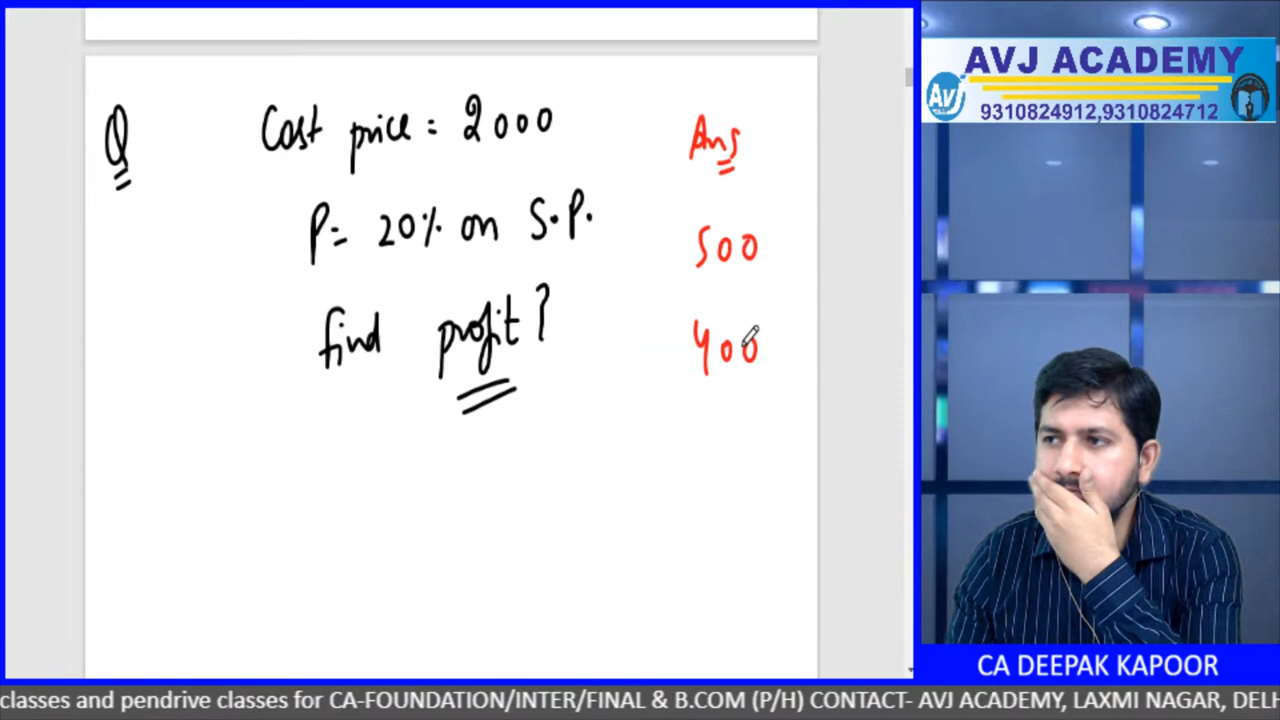 Q Cost price = 2000
P = 20% on S.P.
find profit?
Ans
500
400
AVJ ACADEMY
AV
9310824912,9310824712
CA DEEPAK KAPOOR
classes and pendrive classes for CA-FOUNDATION/INTER/FINAL & B.COM (P/H) CONTACT- AVJ ACADEMY, LAXMI NAGAR, DELH